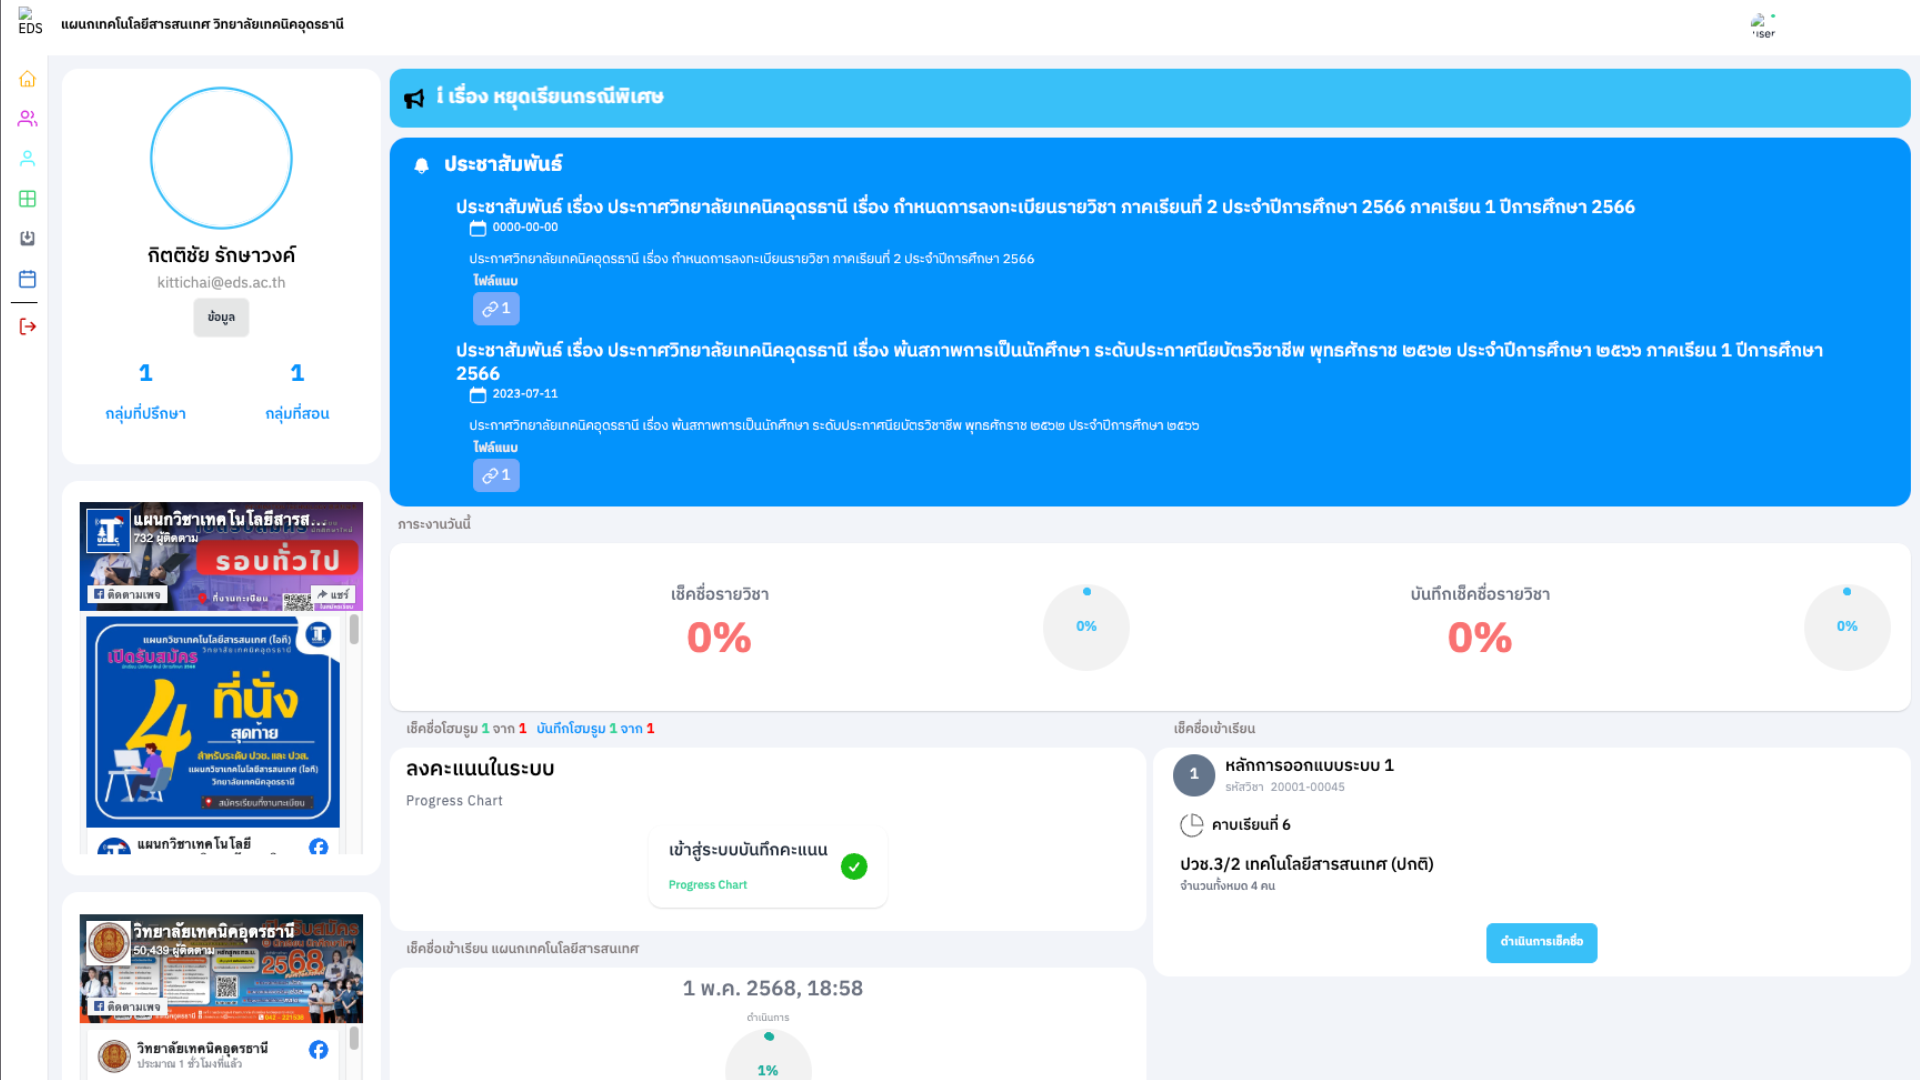 EDS
แผนกเทคโนโลยีสารสนเทศ วิทยาลัยเทคนิคอุดรธานี
user
กิตติชัย รักษาวงค์
kittichai@eds.ac.th
ข้อมูล
1 1
กลุ่มที่ปรึกษา กลุ่มที่สอน
เรื่อง หยุดเรียนกรณีพิเศษ
ประชาสัมพันธ์
ประชาสัมพันธ์ เรื่อง ประกาศวิทยาลัยเทคนิคอุดรธานี เรื่อง กำหนดการลงทะเบียนรายวิชา ภาคเรียนที่ 2 ประจำปีการศึกษา 2566 ภาคเรียน 1 ปีการศึกษา 2566
0000-00-00
ประกาศวิทยาลัยเทคนิคอุดรธานี เรื่อง กำหนดการลงทะเบียนรายวิชา ภาคเรียนที่ 2 ประจำปีการศึกษา 2566
ไฟล์แนบ
1
ประชาสัมพันธ์ เรื่อง ประกาศวิทยาลัยเทคนิคอุดรธานี เรื่อง พ้นสภาพการเป็นนักศึกษา ระดับประกาศนียบัตรวิชาชีพ พุทธศักราช ๒๕๖๒ ประจำปีการศึกษา ๒๕๖๖ ภาคเรียน 1 ปีการศึกษา
2566
2023-07-11
ประกาศวิทยาลัยเทคนิคอุดรธานี เรื่อง พ้นสภาพการเป็นนักศึกษา ระดับประกาศนียบัตรวิชาชีพ พุทธศักราช ๒๕๖๒ ประจำปีการศึกษา ๒๕๖๖
ไฟล์แนบ
1
แผนกวิชาเทคโนโลยีสารส...
732 ผู้ติดตาม
รอบทั่วไป
ที่งานทะเบียน
ติดตามเพจ
แชร์
แผนกวิชาเทคโนโลยีสารสนเทศ (ไอที)
วิทยาลัยเทคนิคอุดรธานี
เปิดรับสมัคร
4 ที่นั่ง
สุดท้าย
สำหรับระดับ ปวช. และ ปวส.
แผนกวิชาเทคโนโลยีสารสนเทศ (ไอที)
วิทยาลัยเทคนิคอุดรธานี
สมัครเรียนที่งานทะเบียน
แผนกวิชาเทคโนโลยี
วิทยาลัยเทคนิคอุดรธานี
50,439 ผู้ติดตาม
2568
ติดตามเพจ
วิทยาลัยเทคนิคอุดรธานี
ประมาณ 1 ชั่วโมงที่แล้ว
ภาระงานวันนี้
เช็คชื่อรายวิชา
0%
0%
บันทึกเช็คชื่อรายวิชา
0%
0%
เช็คชื่อโฮมรูม 1 จาก 1 บันทึกโฮมรูม 1 จาก 1
ลงคะแนนในระบบ
Progress Chart
เข้าสู่ระบบบันทึกคะแนน
Progress Chart
เช็คชื่อเข้าเรียน แผนกเทคโนโลยีสารสนเทศ
1 พ.ค. 2568, 18:58
ดำเนินการ
1%
เช็คชื่อเข้าเรียน
1 หลักการออกแบบระบบ 1
รหัสวิชา 20001-00045
คาบเรียนที่ 6
ปวช.3/2 เทคโนโลยีสารสนเทศ (ปกติ)
จำนวนทั้งหมด 4 คน
ดำเนินการเช็คชื่อ